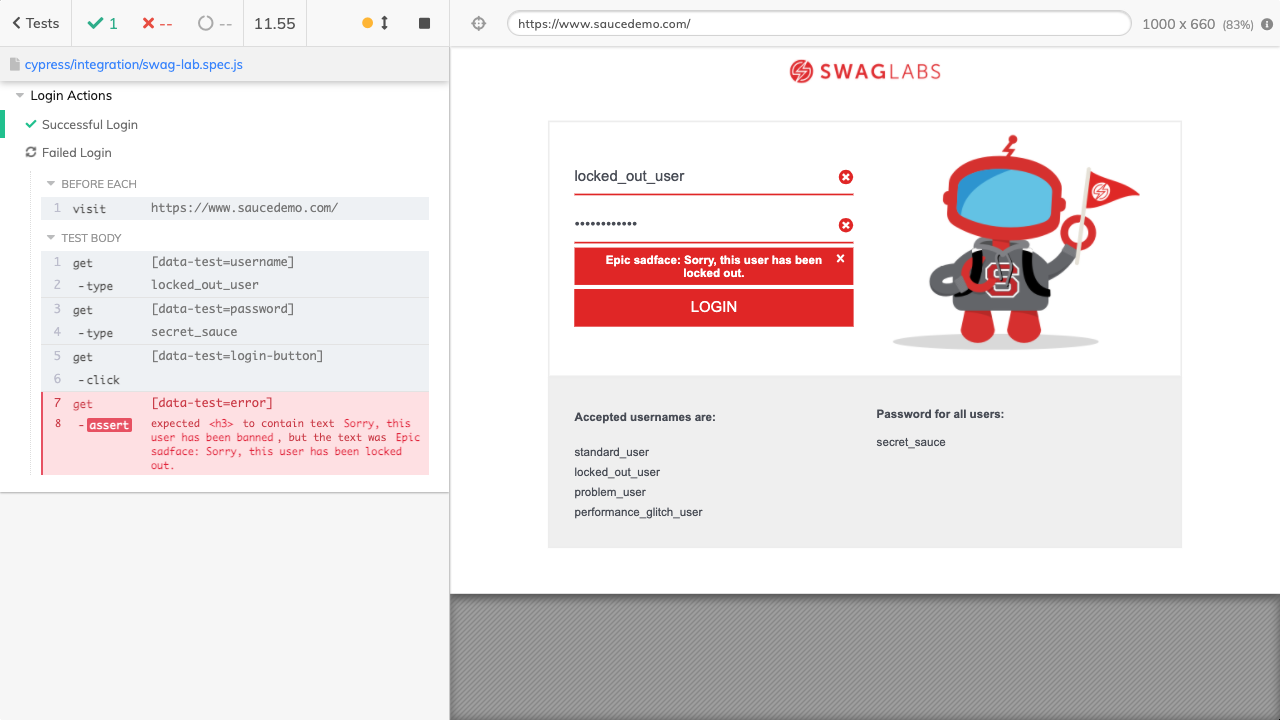 Tests
1
--
--
11.55
https://www.saucedemo.com/
1000 x 660 (83%)
cypress/integration/swag-lab.spec.js
Login Actions
Successful Login
Failed Login
BEFORE EACH
1 visit https://www.saucedemo.com/
TEST BODY
1 get [data-test=username]
2 -type locked_out_user
3 get [data-test=password]
4 -type secret_sauce
5 get [data-test=login-button]
6 -click
7 get [data-test=error]
8 -assert expected <h3> to contain text Sorry, this
user has been banned, but the text was Epic
sadface: Sorry, this user has been locked
out.
SWAGLABS
locked_out_user
••••••••••••
Epic sadface: Sorry, this user has been
locked out.
LOGIN
S
Accepted usernames are:
standard_user
locked_out_user
problem_user
performance_glitch_user
Password for all users:
secret_sauce